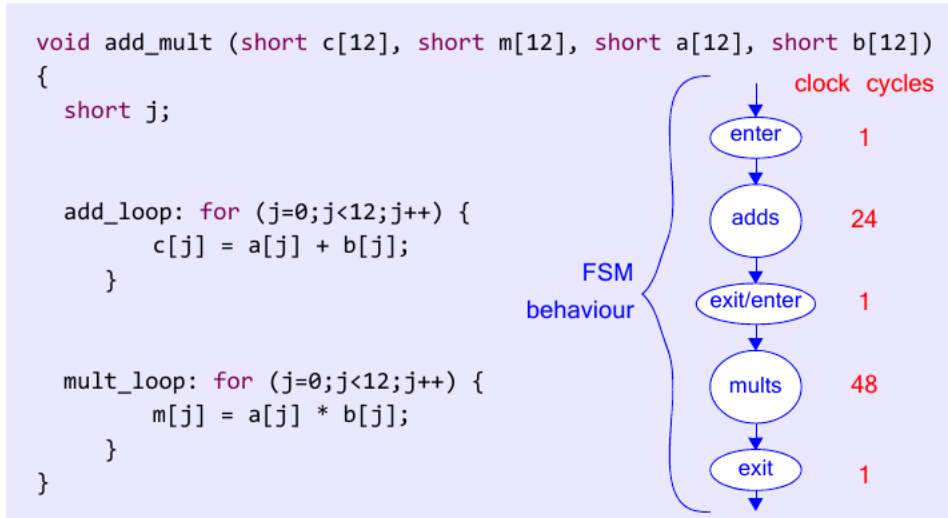 void add_mult (short c[12], short m[12], short a[12], short b[12])
{
short j;
add_loop: for (j=0;j<12;j++) {
c[j] = a[j] + b[j];
}
mult_loop: for (j=0;j<12;j++) {
m[j] = a[j] * b[j];
}
}
FSM
behaviour
clock cycles
enter 1
adds 24
exit/enter 1
mults 48
exit 1